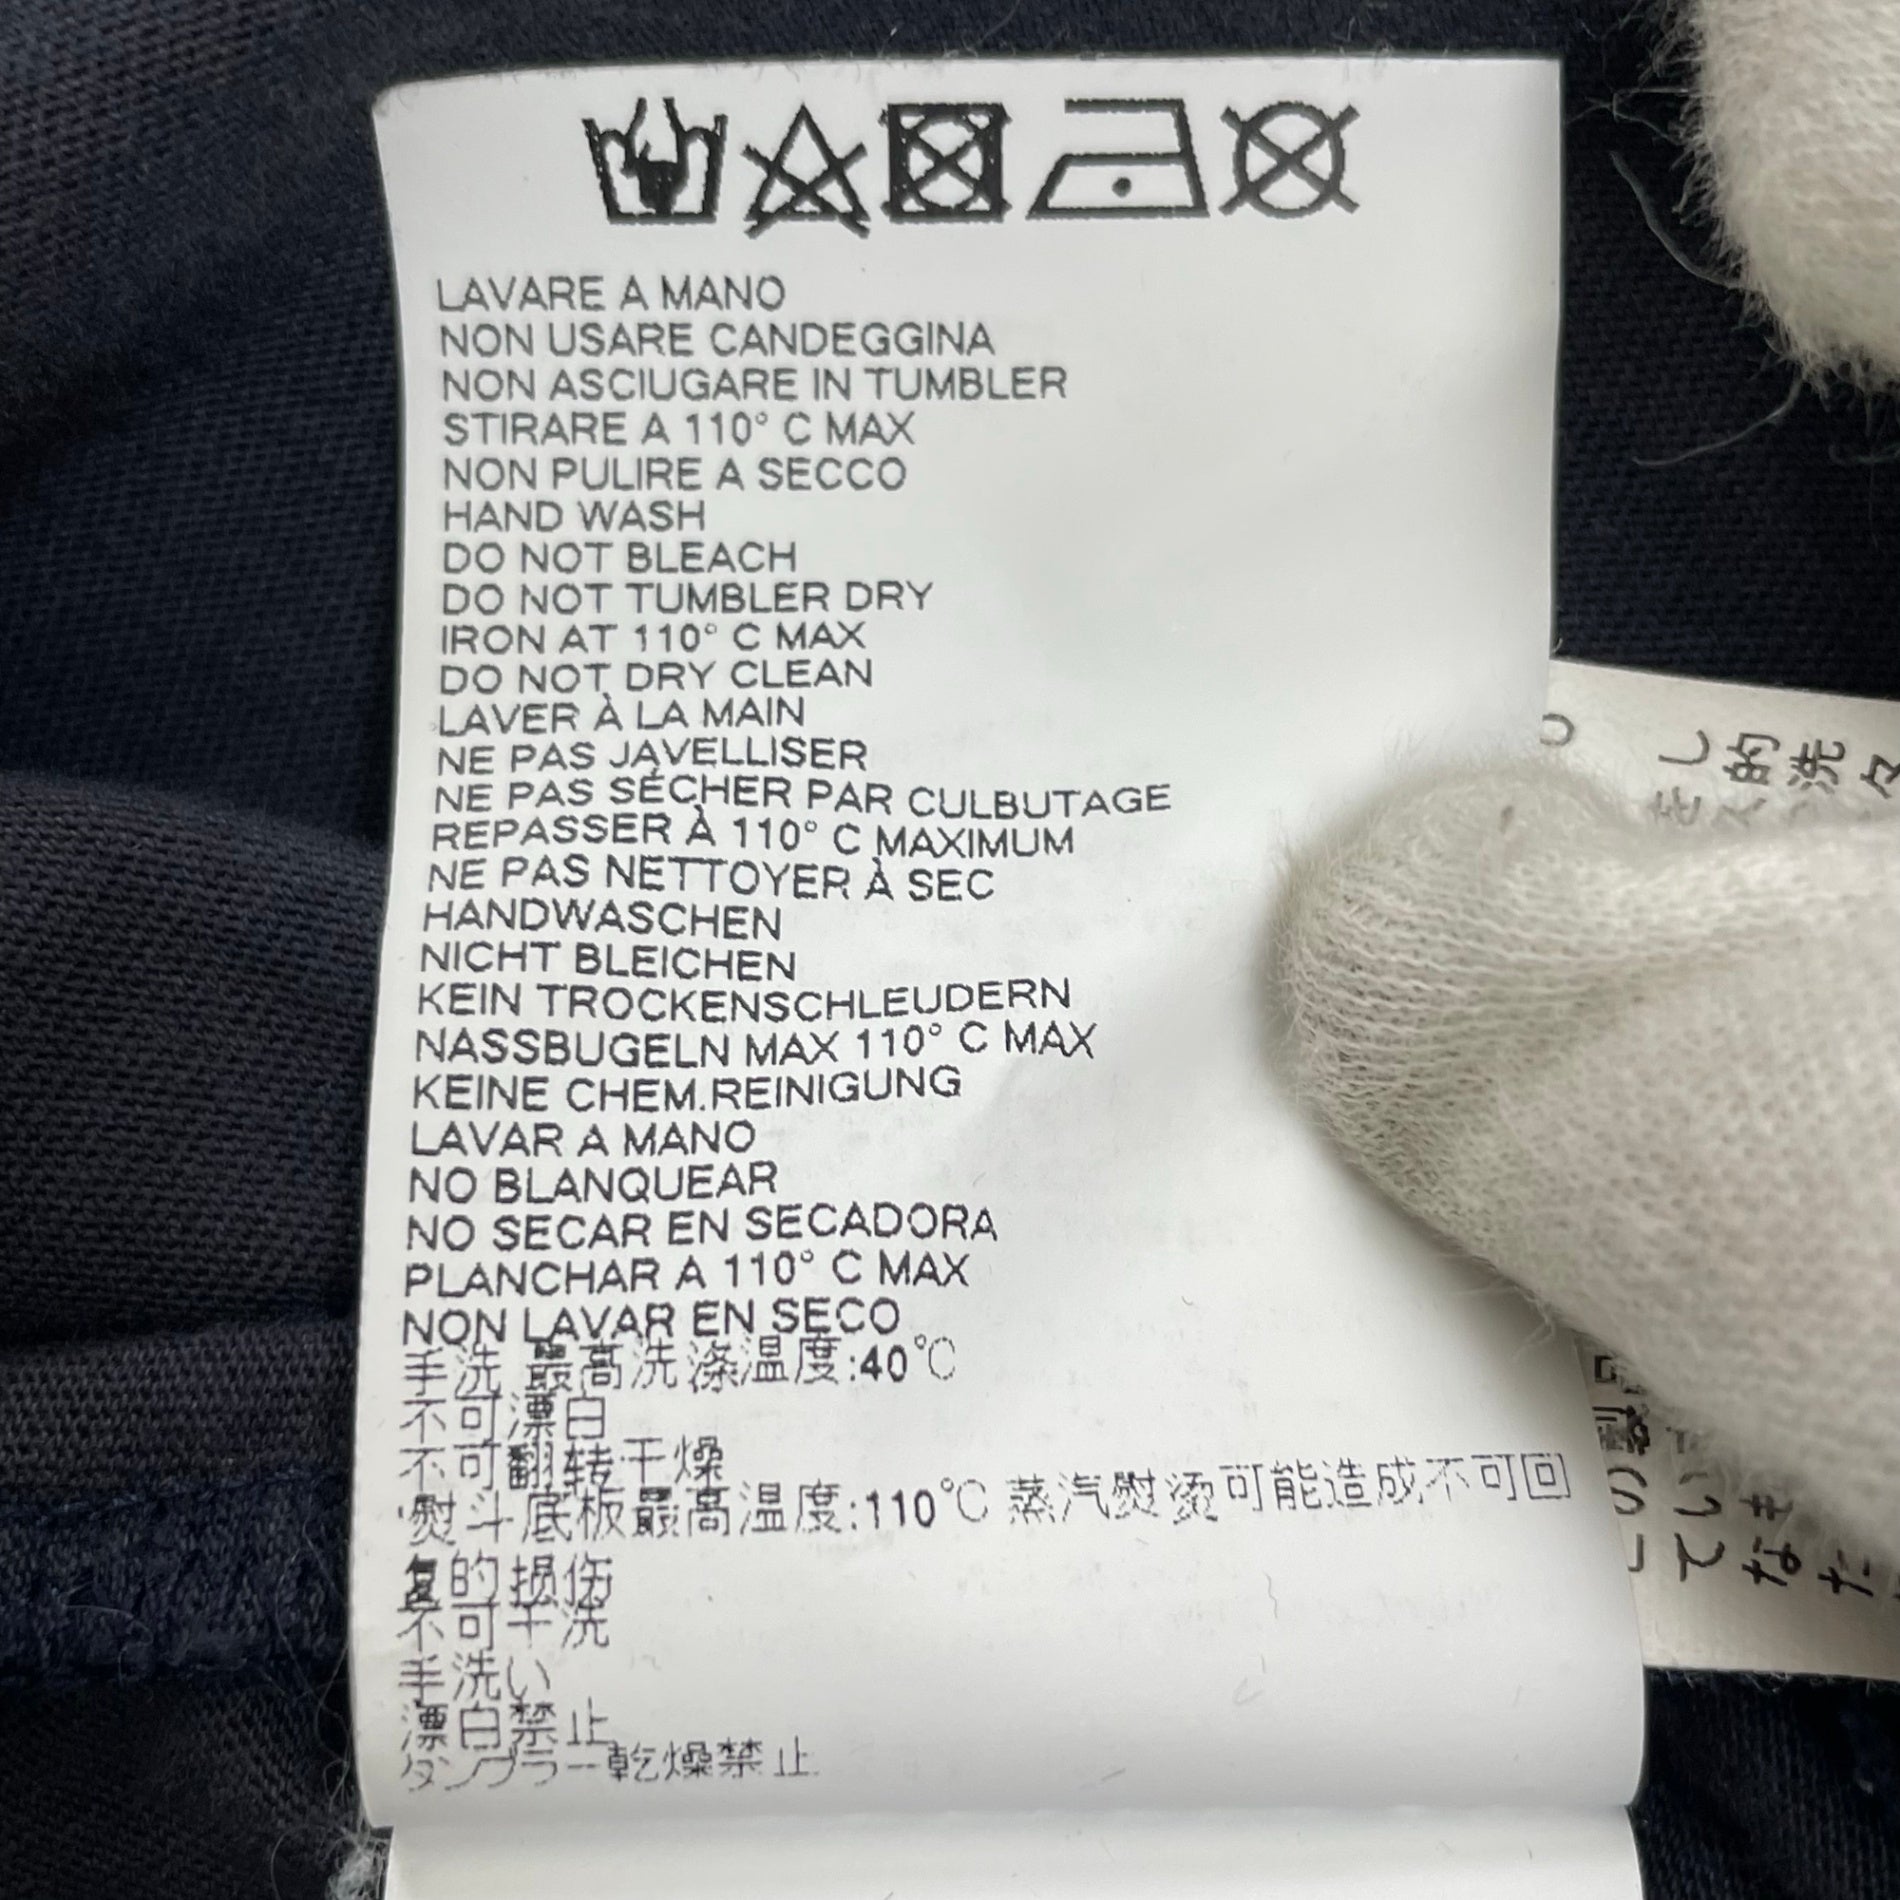 LAVARE A MANO
NON USARE CANDEGGINA
NON ASCIUGARE IN TUMBLER
STIRARE A 110° C MAX
NON PULIRE A SECCO
HAND WASH
DO NOT BLEACH
DO NOT TUMBLER DRY
IRON AT 110° C MAX
DO NOT DRY CLEAN
LAVER À LA MAIN
NE PAS JAVELLISER
NE PAS SÉCHER PAR CULBUTAGE
REPASSER À 110° C MAXIMUM
NE PAS NETTOYER À SEC
HANDWASCHEN
NICHT BLEICHEN
KEIN TROCKENSCHLEUDERN
NASSBUGELN MAX 110° C MAX
KEINE CHEM.REINIGUNG
LAVAR A MANO
NO BLANQUEAR
NO SECAR EN SECADORA
PLANCHAR A 110° C MAX
NON LAVAR EN SECO
手洗 最高洗涤温度:40℃
不可漂白
不可翻转干燥
熨斗底板最高温度:110℃ 蒸汽熨烫可能造成不可回
复的损伤
不可干洗
手洗い
漂白禁止
タンブラー乾燥禁止